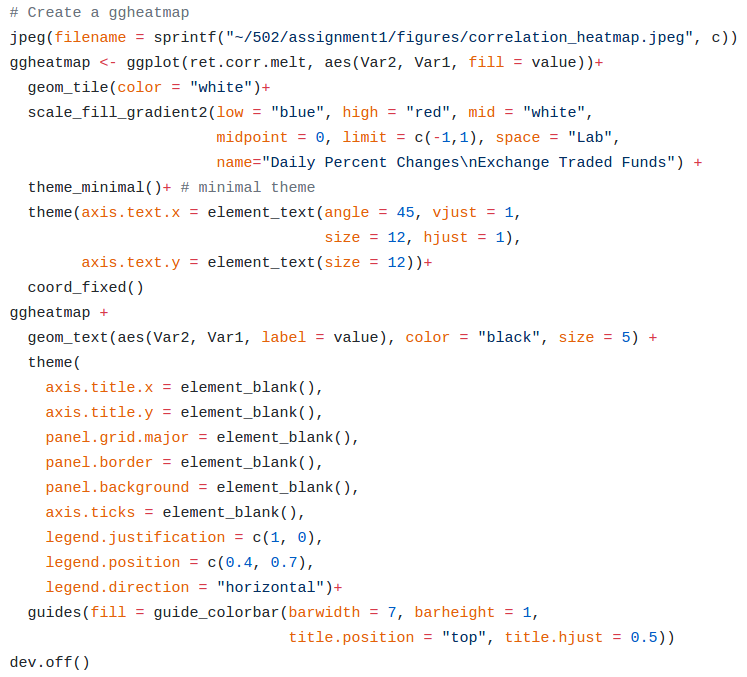 # Create a ggheatmap
jpeg(filename = sprintf("~/502/assignment1/figures/correlation_heatmap.jpeg", c))
ggheatmap <- ggplot(ret.corr.melt, aes(Var2, Var1, fill = value))+
  geom_tile(color = "white")+
  scale_fill_gradient2(low = "blue", high = "red", mid = "white",
                       midpoint = 0, limit = c(-1,1), space = "Lab",
                       name="Daily Percent Changes\nExchange Traded Funds") +
  theme_minimal()+ # minimal theme
  theme(axis.text.x = element_text(angle = 45, vjust = 1,
                                   size = 12, hjust = 1),
        axis.text.y = element_text(size = 12))+
  coord_fixed()
ggheatmap +
  geom_text(aes(Var2, Var1, label = value), color = "black", size = 5) +
  theme(
    axis.title.x = element_blank(),
    axis.title.y = element_blank(),
    panel.grid.major = element_blank(),
    panel.border = element_blank(),
    panel.background = element_blank(),
    axis.ticks = element_blank(),
    legend.justification = c(1, 0),
    legend.position = c(0.4, 0.7),
    legend.direction = "horizontal")+
  guides(fill = guide_colorbar(barwidth = 7, barheight = 1,
                               title.position = "top", title.hjust = 0.5))
dev.off()